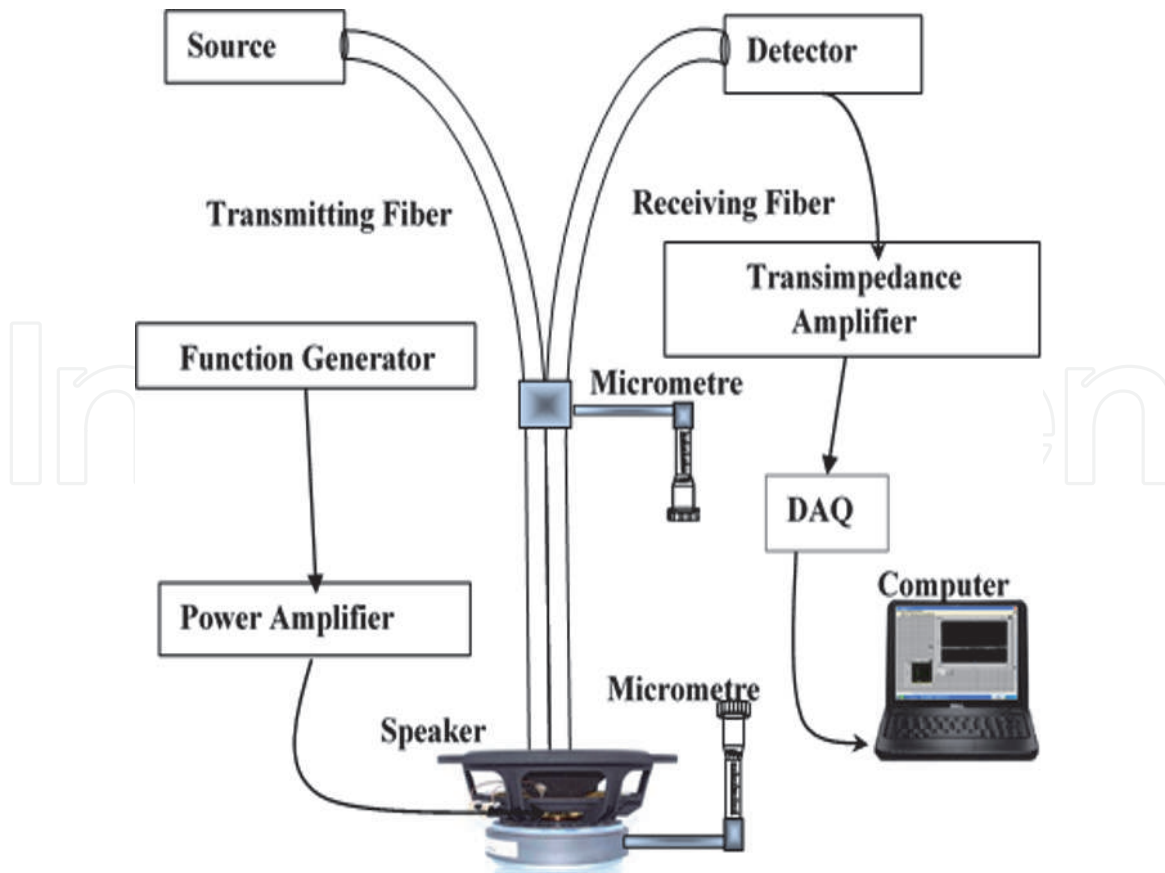 Source
Detector
Transmitting Fiber
Receiving Fiber
Transimpedance
Amplifier
Function Generator
Micrometre
DAQ
Computer
Power Amplifier
Micrometre
Speaker